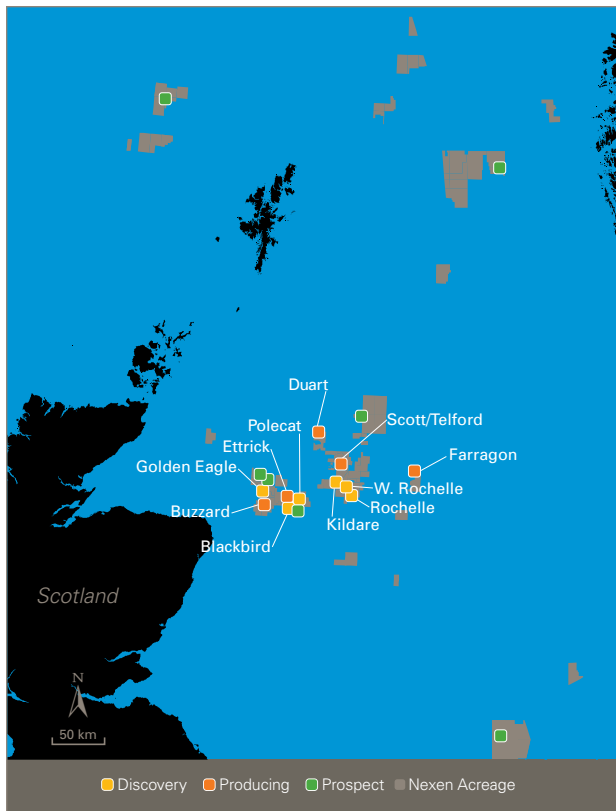 Duart
Scott/Telford
Polecat
Ettrick
Farragon
Golden Eagle
W. Rochelle
Rochelle
Buzzard
Kildare
Blackbird
Scotland
N
50 km
Discovery
Producing
Prospect
Nexen Acreage